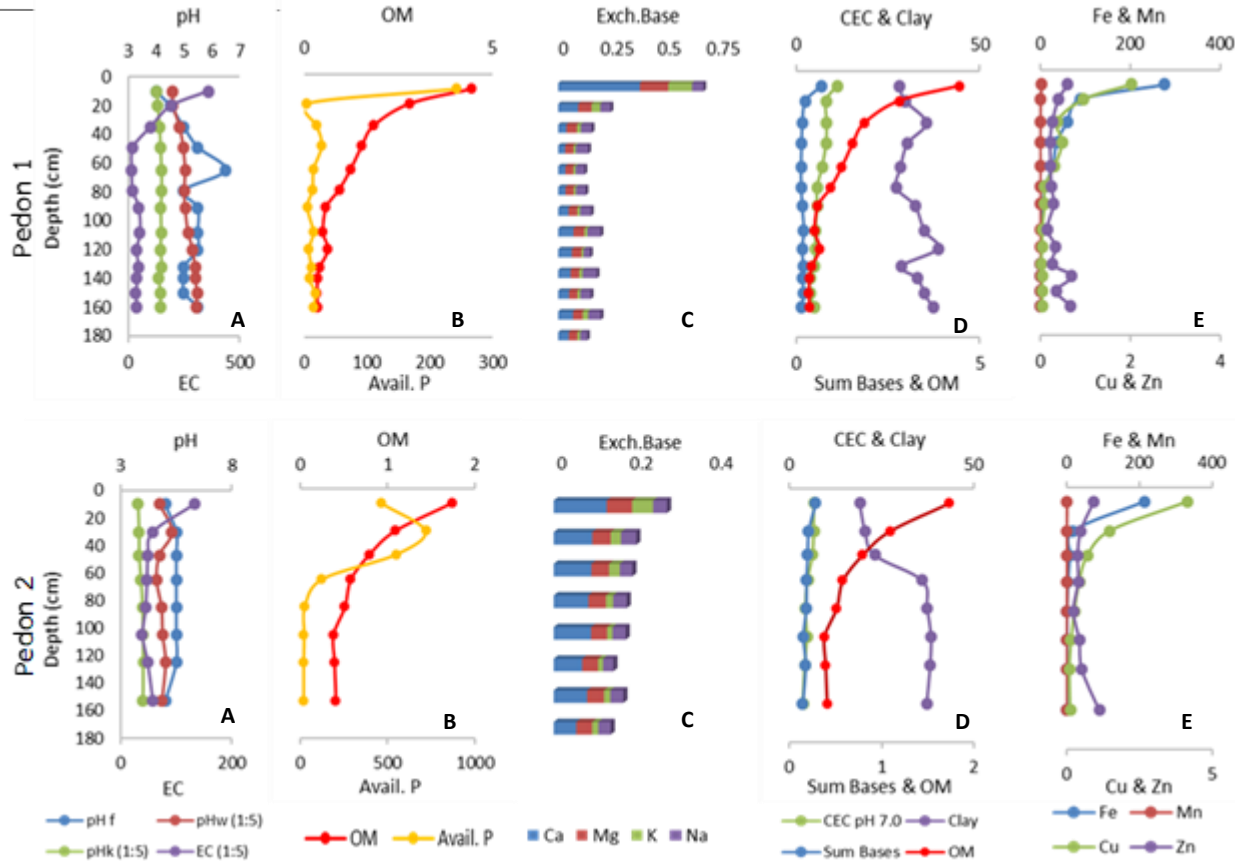 pH OM Exch.Base CEC & Clay Fe & Mn
3 4 5 6 7 0 5 0 0.25 0.5 0.75 0 50 0 200 400
Pedon 1
Depth (cm)
0
20
40
60
80
100
120
140
160
180
A B C D E
0 500 0 100 200 300 0 5 0 2 4
EC Avail. P Sum Bases & OM Cu & Zn
pH OM Exch.Base CEC & Clay Fe & Mn
3 8 0 1 2 0 0.2 0.4 0 50 0 200 400
Pedon 2
Depth (cm)
0
20
40
60
80
100
120
140
160
180
A B C D E
0 200 0 500 1000 0 1 2 0 5
EC Avail. P Sum Bases & OM Cu & Zn
pH f pHw (1:5) OM Avail. P Ca Mg K Na CEC pH 7.0 Clay Fe Mn
pHk (1:5) EC (1:5) Sum Bases OM Cu Zn